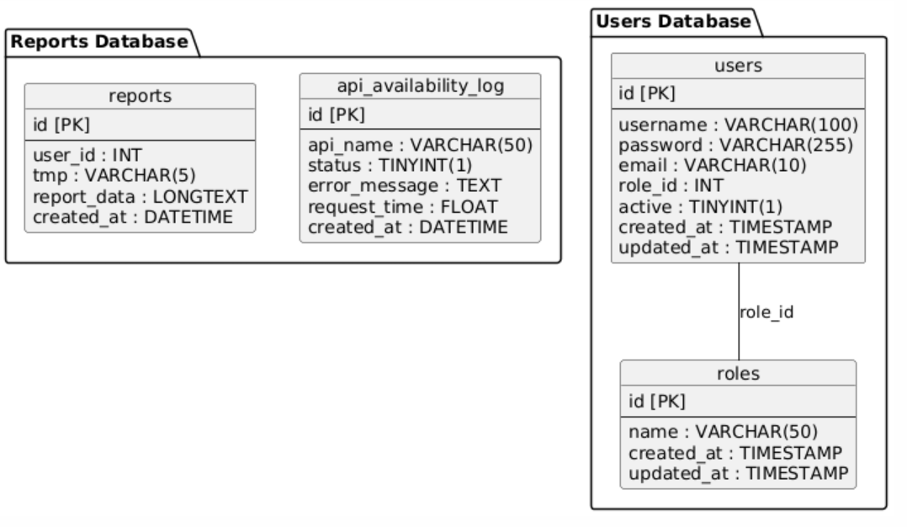 Reports Database
reports
id [PK]
user_id : INT
tmp : VARCHAR(5)
report_data : LONGTEXT
created_at : DATETIME
api_availability_log
id [PK]
api_name : VARCHAR(50)
status : TINYINT(1)
error_message : TEXT
request_time : FLOAT
created_at : DATETIME
Users Database
users
id [PK]
username : VARCHAR(100)
password : VARCHAR(255)
email : VARCHAR(10)
role_id : INT
active : TINYINT(1)
created_at : TIMESTAMP
updated_at : TIMESTAMP
role_id
roles
id [PK]
name : VARCHAR(50)
created_at : TIMESTAMP
updated_at : TIMESTAMP